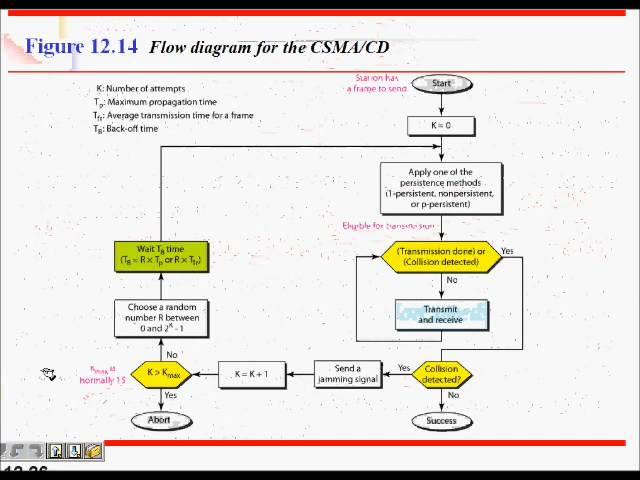 Figure 12.14 Flow diagram for the CSMA/CD
K: Number of attempts
Tp: Maximum propagation time
Tfr: Average transmission time for a frame
TB: Back-off time
Station has
a frame to send
Start
K = 0
Apply one of the
persistence methods
(1-persistent, nonpersistent,
or p-persistent)
Eligible for transmission
(Transmission done) or
(Collision detected)
Yes
No
Transmit
and receive
Wait TB time
(TB = R × Tp or R × Tfr)
Choose a random
number R between
0 and 2^K - 1
No
Kmax is
normally 15
K > Kmax
K = K + 1
Send a
jamming signal
Yes
Collision
detected?
Yes
No
Abort
Success